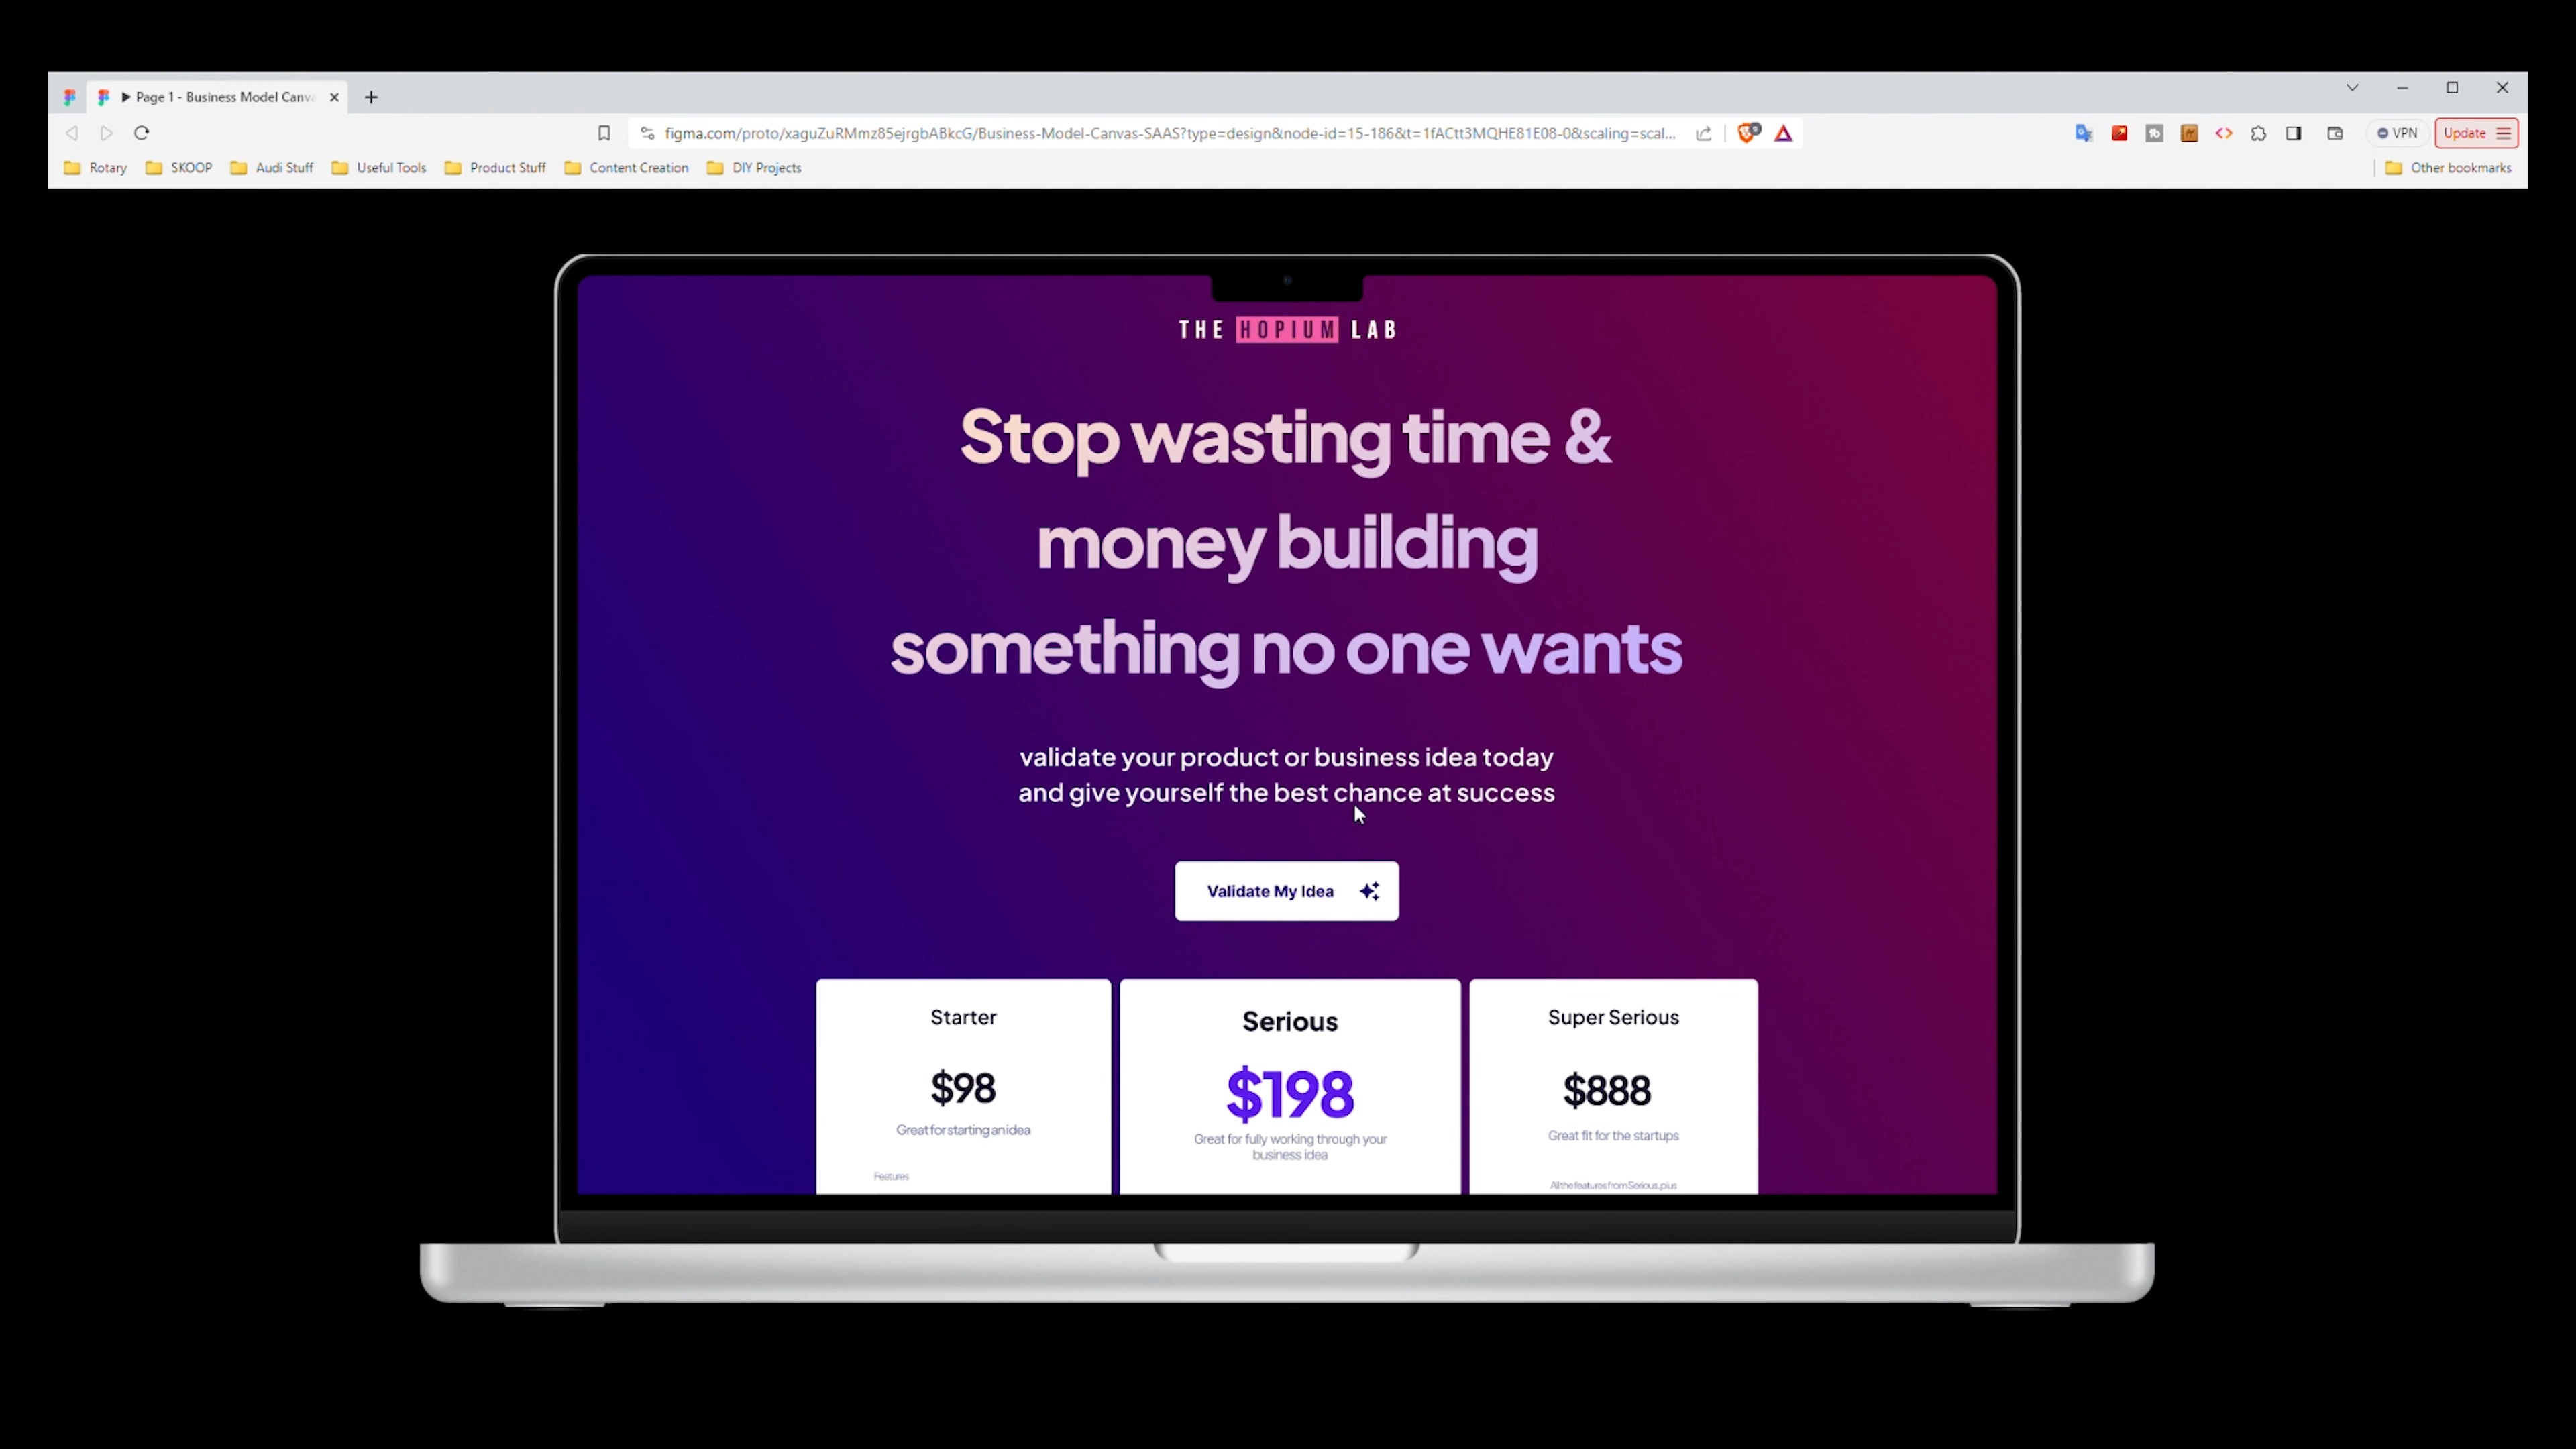 Page 1 - Business Model Canv
figma.com/proto/xaguZuRMmz85ejrgbABkcG/Business-Model-Canvas-SAAS?type=design&node-id=15-186&t=1fACtt3MQHE81E08-0&scaling=scal...
VPN
Update
Rotary
SKOOP
Audi Stuff
Useful Tools
Product Stuff
Content Creation
DIY Projects
Other bookmarks
THE HOPIUM LAB
Stop wasting time &
money building
something no one wants
validate your product or business idea today
and give yourself the best chance at success
Validate My Idea
Starter
$98
Great for starting an idea
Features
Serious
$198
Great for fully working through your
business idea
Super Serious
$888
Great fit for the startups
All the features from Serious, plus